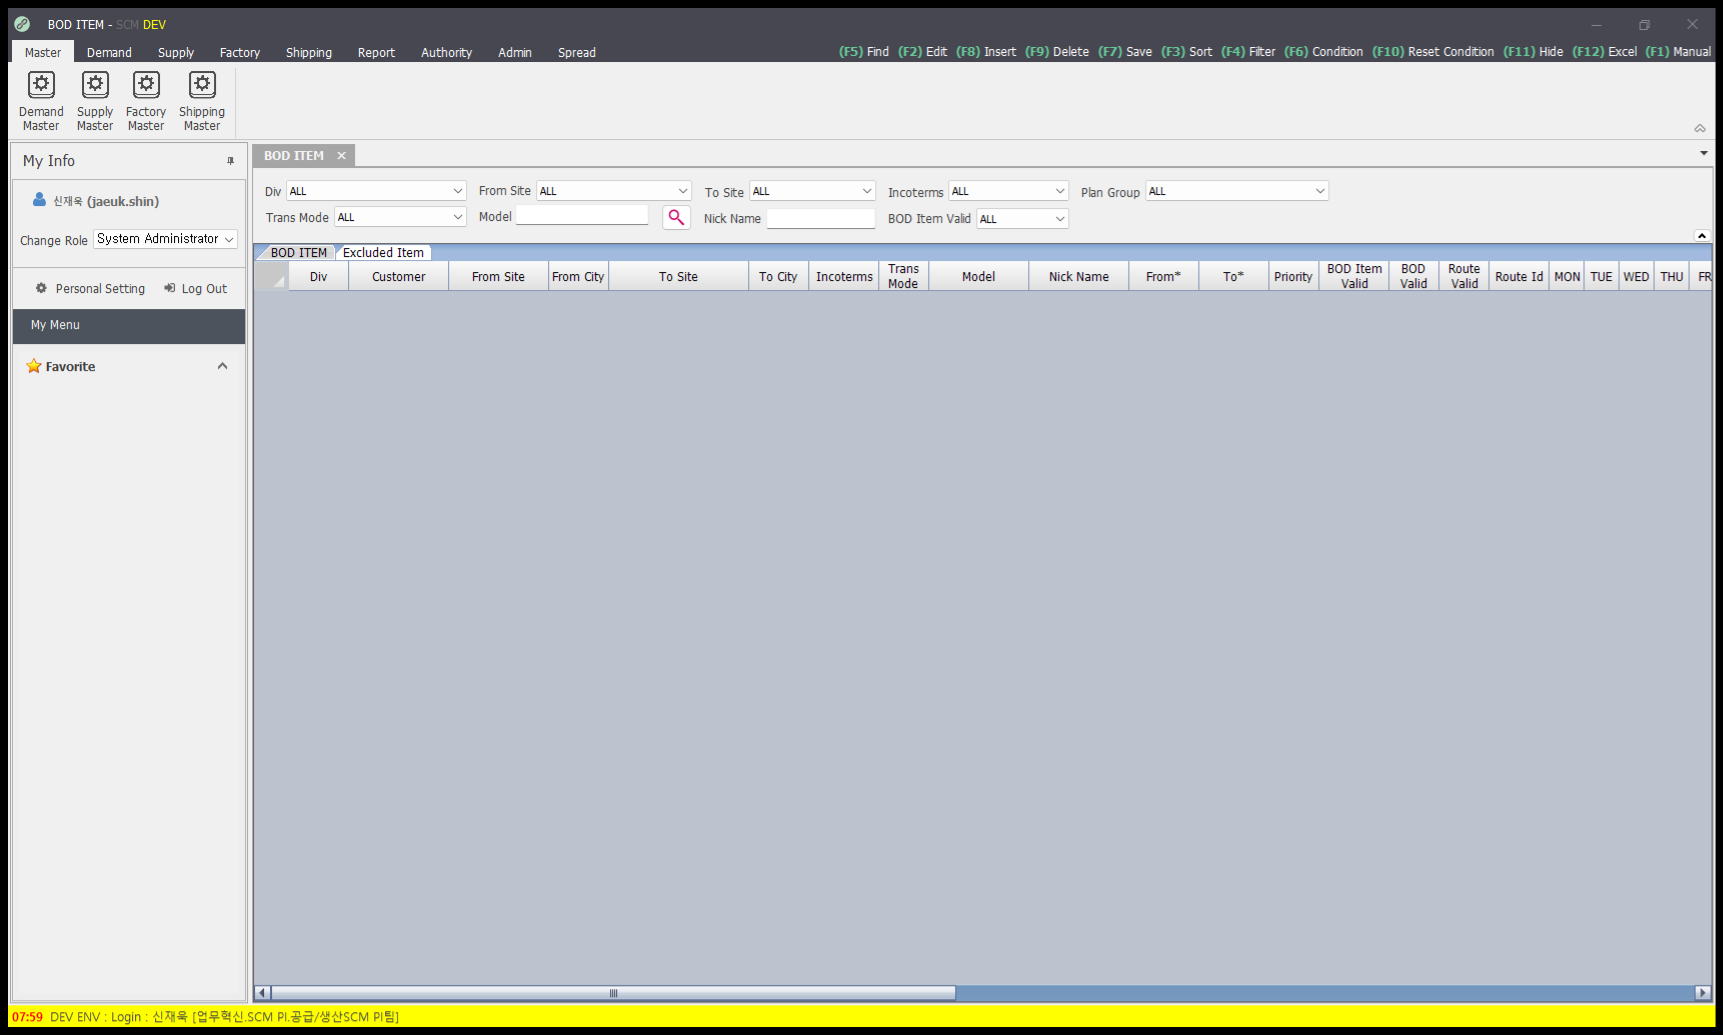 BOD ITEM - SCM DEV
Master Demand Supply Factory Shipping Report Authority Admin Spread
(F5) Find (F2) Edit (F8) Insert (F9) Delete (F7) Save (F3) Sort (F4) Filter (F6) Condition (F10) Reset Condition (F11) Hide (F12) Excel (F1) Manual
Demand Master
Supply Master
Factory Master
Shipping Master
My Info
신재욱 (jaeuk.shin)
Change Role System Administrator
Personal Setting Log Out
My Menu
Favorite
BOD ITEM
Div ALL From Site ALL To Site ALL Incoterms ALL Plan Group ALL
Trans Mode ALL Model Nick Name BOD Item Valid ALL
BOD ITEM Excluded Item
Div Customer From Site From City To Site To City Incoterms Trans Mode Model Nick Name From* To* Priority BOD Item Valid BOD Valid Route Valid Route Id MON TUE WED THU FR
07:59 DEV ENV : Login : 신재욱 [업무혁신.SCM PI.공급/생산SCM PI팀]